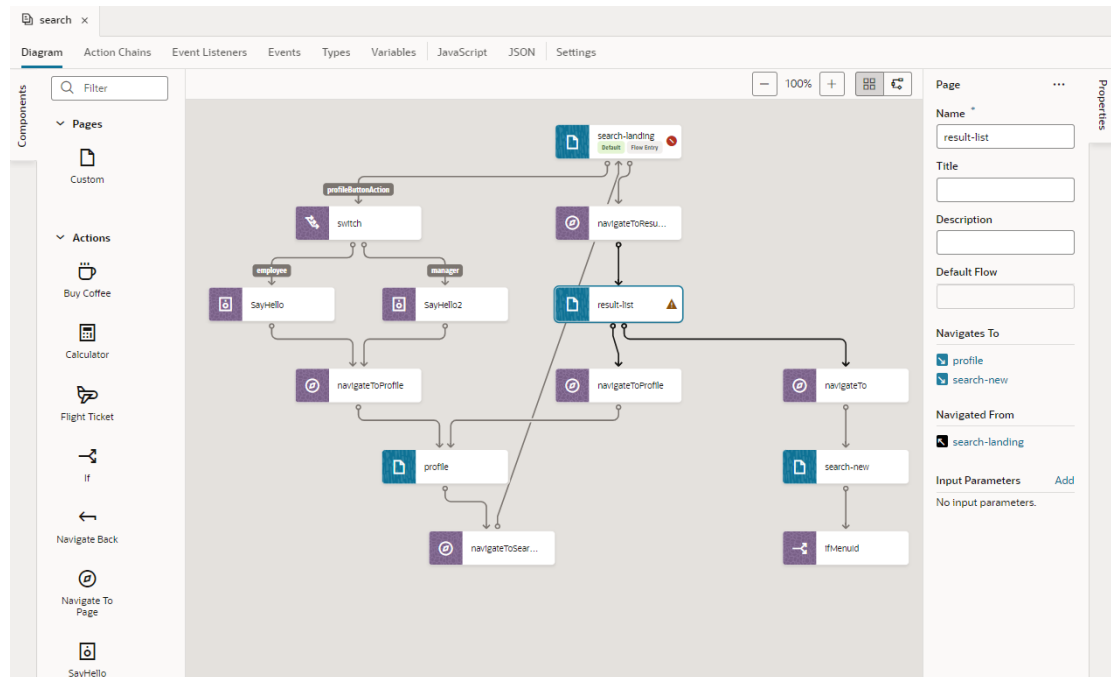 search ×
Diagram Action Chains Event Listeners Events Types Variables JavaScript JSON Settings
Components
Filter
Pages
Custom
Actions
Buy Coffee
Calculator
Flight Ticket
If
Navigate Back
Navigate To
Page
SayHello
100%
search-landing
Default Flow Entry
profileButtonAction
switch
navigateToResu...
employee
manager
SayHello
SayHello2
result-list
navigateToProfile
navigateToProfile
navigateTo
profile
search-new
navigateToSear...
ifMenuId
Page
Name *
result-list
Title
Description
Default Flow
Navigates To
profile
search-new
Navigated From
search-landing
Input Parameters Add
No input parameters.
Properties